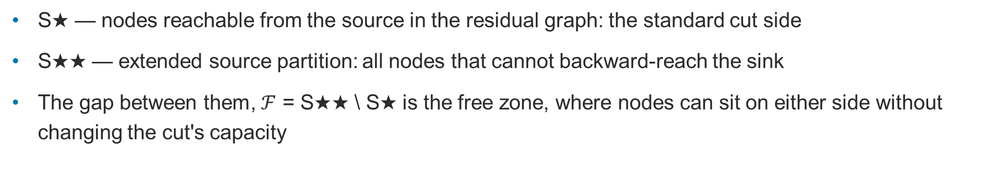 • S★ — nodes reachable from the source in the residual graph: the standard cut side
• S★★ — extended source partition: all nodes that cannot backward-reach the sink
• The gap between them, ℱ = S★★ \ S★ is the free zone, where nodes can sit on either side without
changing the cut's capacity